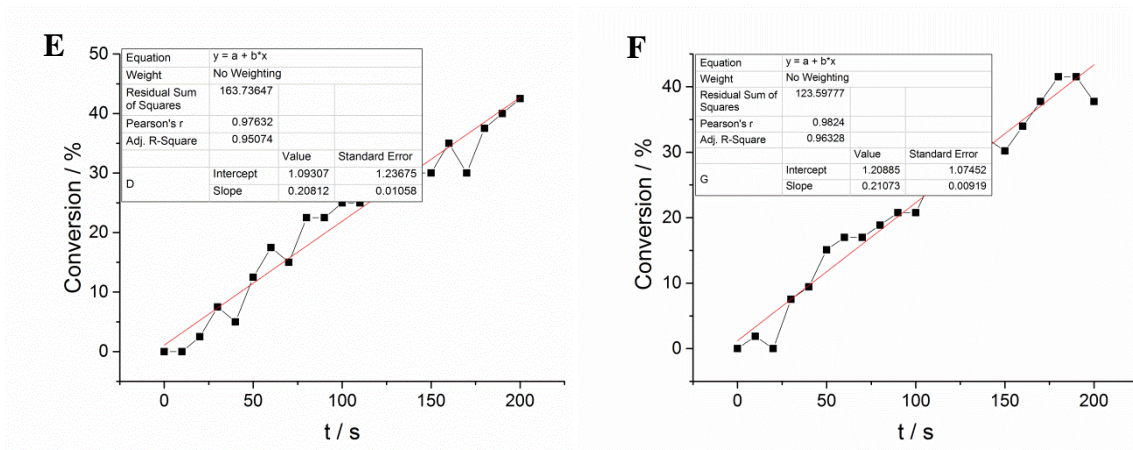 E
Equation y = a + b*x
Weight No Weighting
Residual Sum of Squares 163.73647
Pearson's r 0.97632
Adj. R-Square 0.95074
Value Standard Error
D Intercept 1.09307 1.23675
Slope 0.20812 0.01058
50
40
30
20
10
0
Conversion / %
0 50 100 150 200
t / s
F
Equation y = a + b*x
Weight No Weighting
Residual Sum of Squares 123.59777
Pearson's r 0.9824
Adj. R-Square 0.96328
Value Standard Error
G Intercept 1.20885 1.07452
Slope 0.21073 0.00919
40
30
20
10
0
Conversion / %
0 50 100 150 200
t / s